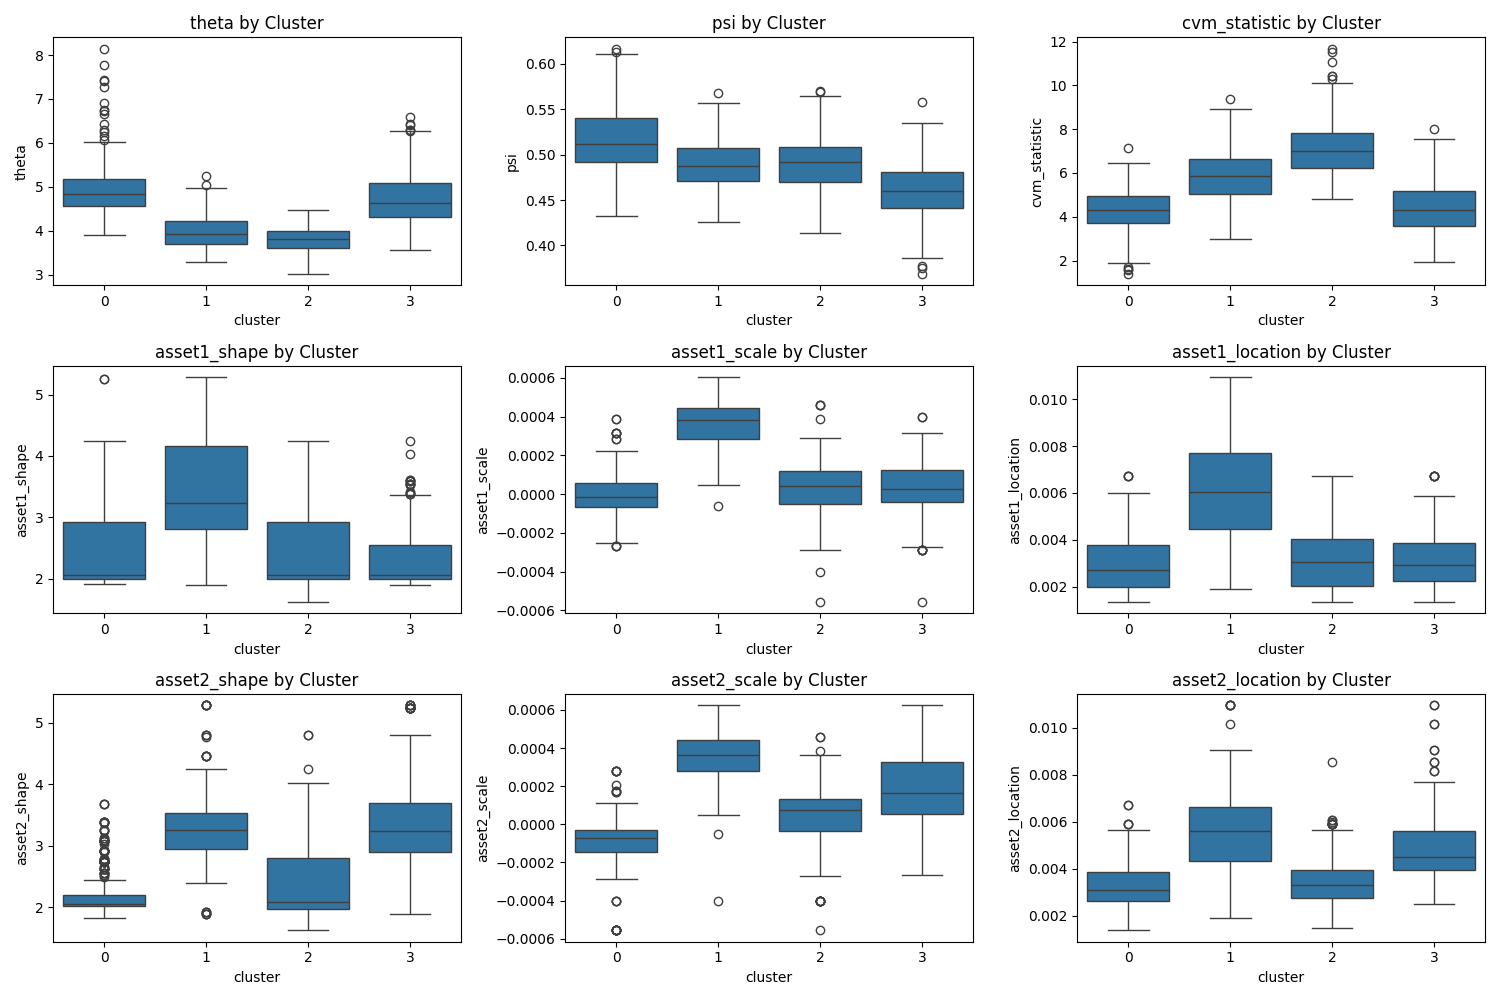 theta by Cluster
theta
8
7
6
5
4
3
0 1 2 3
cluster
psi by Cluster
psi
0.60
0.55
0.50
0.45
0.40
0 1 2 3
cluster
cvm_statistic by Cluster
cvm_statistic
12
10
8
6
4
2
0 1 2 3
cluster
asset1_shape by Cluster
asset1_shape
5
4
3
2
0 1 2 3
cluster
asset1_scale by Cluster
asset1_scale
0.0006
0.0004
0.0002
0.0000
−0.0002
−0.0004
−0.0006
0 1 2 3
cluster
asset1_location by Cluster
asset1_location
0.010
0.008
0.006
0.004
0.002
0 1 2 3
cluster
asset2_shape by Cluster
asset2_shape
5
4
3
2
0 1 2 3
cluster
asset2_scale by Cluster
asset2_scale
0.0006
0.0004
0.0002
0.0000
−0.0002
−0.0004
−0.0006
0 1 2 3
cluster
asset2_location by Cluster
asset2_location
0.010
0.008
0.006
0.004
0.002
0 1 2 3
cluster